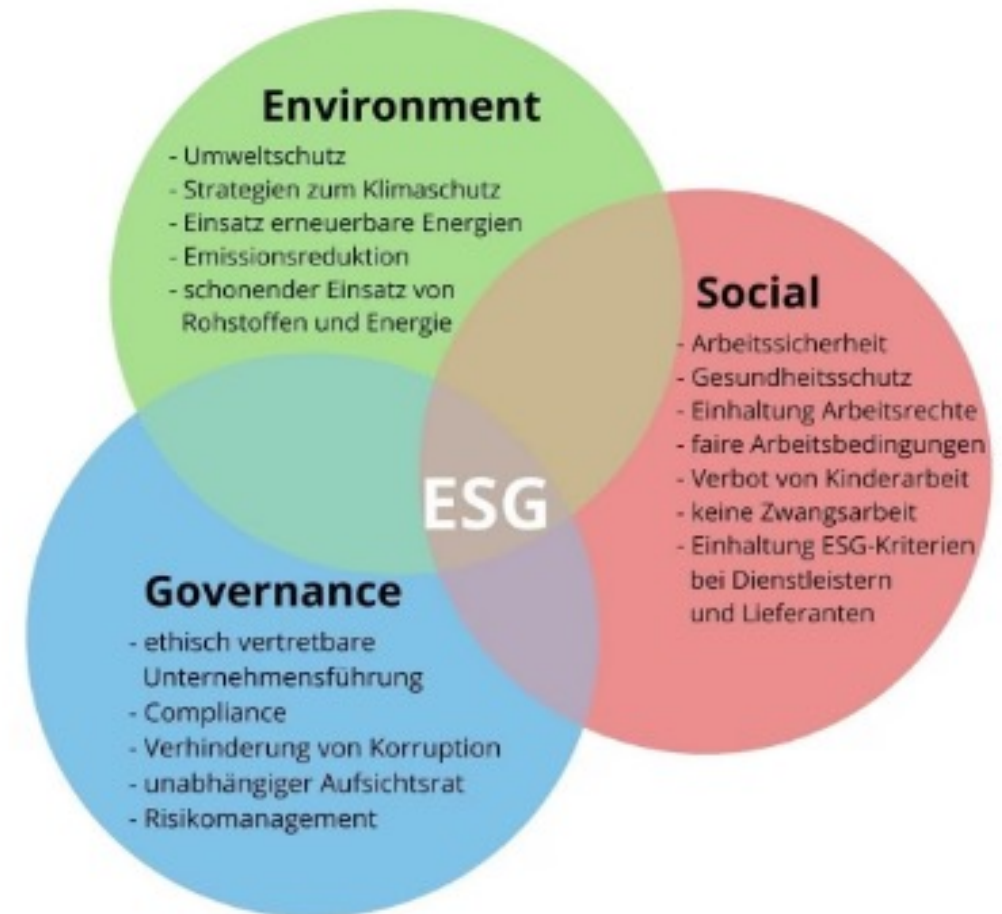 Environment
- Umweltschutz
- Strategien zum Klimaschutz
- Einsatz erneuerbare Energien
- Emissionsreduktion
- schonender Einsatz von
Rohstoffen und Energie
Social
- Arbeitssicherheit
- Gesundheitsschutz
- Einhaltung Arbeitsrechte
- faire Arbeitsbedingungen
- Verbot von Kinderarbeit
- keine Zwangsarbeit
- Einhaltung ESG-Kriterien
bei Dienstleistern
und Lieferanten
ESG
Governance
- ethisch vertretbare
Unternehmensführung
- Compliance
- Verhinderung von Korruption
- unabhängiger Aufsichtsrat
- Risikomanagement